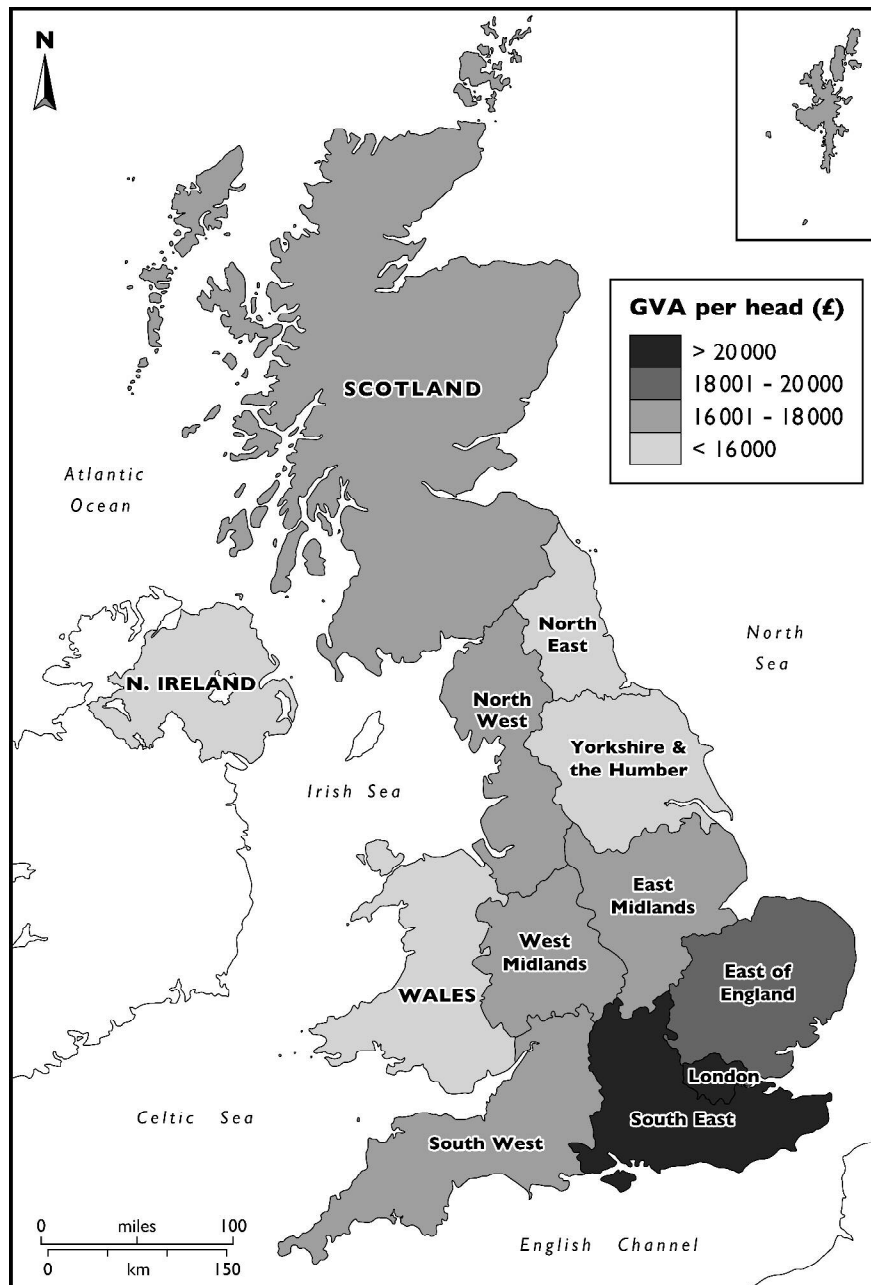 N
GVA per head (£)
> 20 000
18 001 – 20 000
16 001 – 18 000
< 16 000
SCOTLAND
Atlantic
Ocean
North
East
North
Sea
N. IRELAND
North
West
Yorkshire &
the Humber
Irish Sea
East
Midlands
West
Midlands
East of
England
WALES
London
South East
Celtic Sea
South West
0 miles 100
0 km 150
English Channel